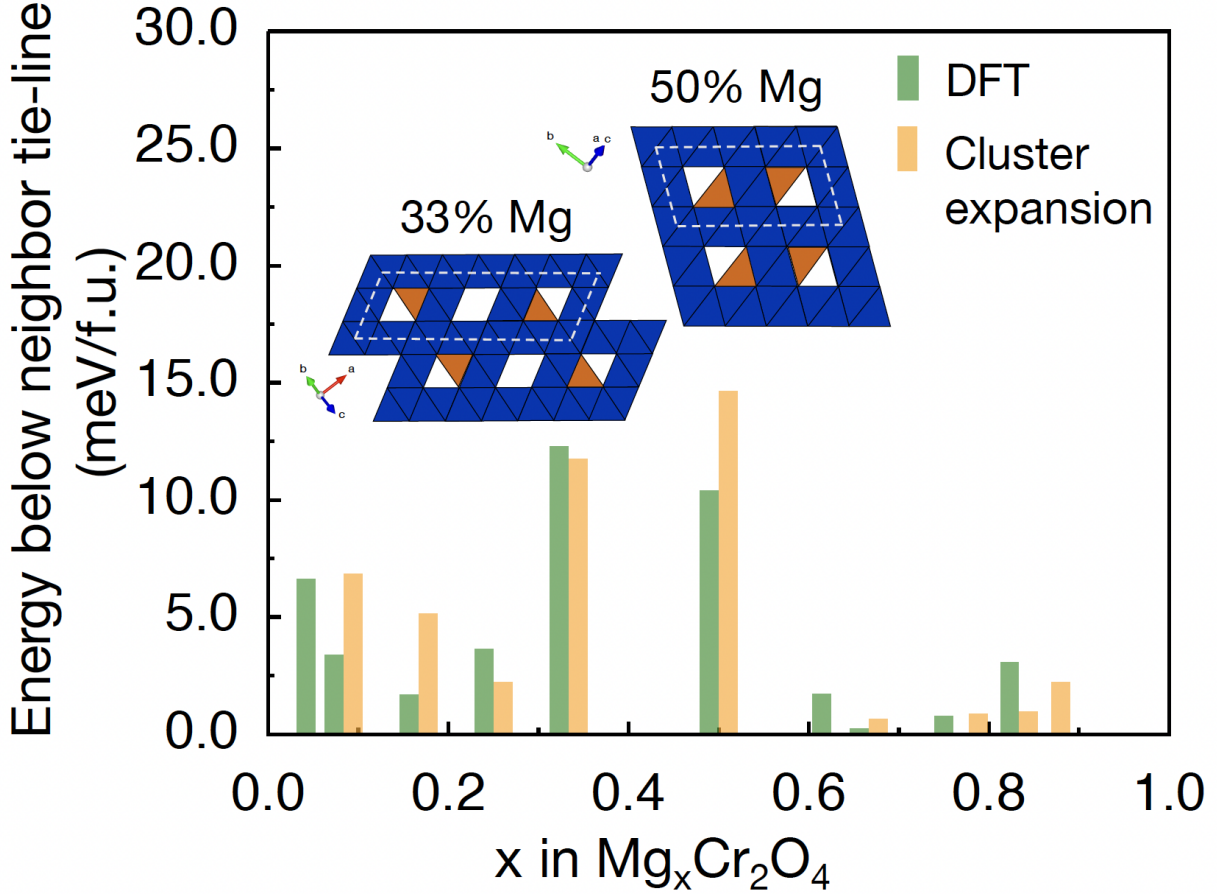 Energy below neighbor tie-line
(meV/f.u.)
30.0
25.0
20.0
15.0
10.0
5.0
0.0
50% Mg
b
a c
33% Mg
b
a
c
DFT
Cluster
expansion
0.0 0.2 0.4 0.6 0.8 1.0
x in MgₓCr₂O₄